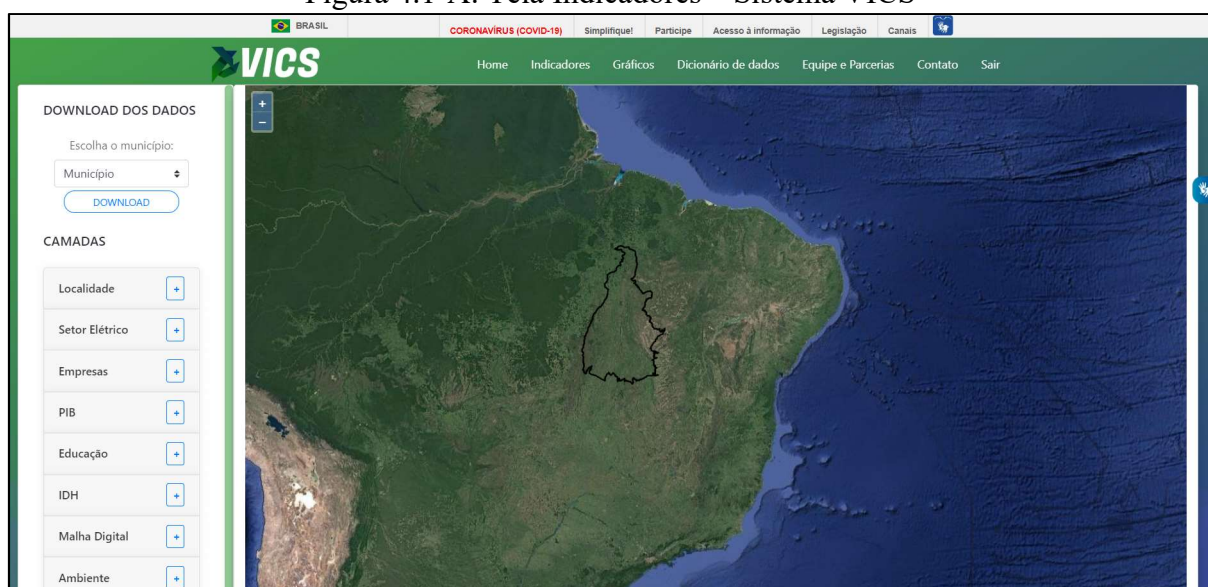 Figura 4.1-A: Tela Indicadores – Sistema VICS
BRASIL CORONAVÍRUS (COVID-19) Simplifique! Participe Acesso à informação Legislação Canais
VICS Home Indicadores Gráficos Dicionário de dados Equipe e Parcerias Contato Sair
DOWNLOAD DOS DADOS
Escolha o município:
Município
DOWNLOAD
CAMADAS
Localidade +
Setor Elétrico +
Empresas +
PIB +
Educação +
IDH +
Malha Digital +
Ambiente +
+
−